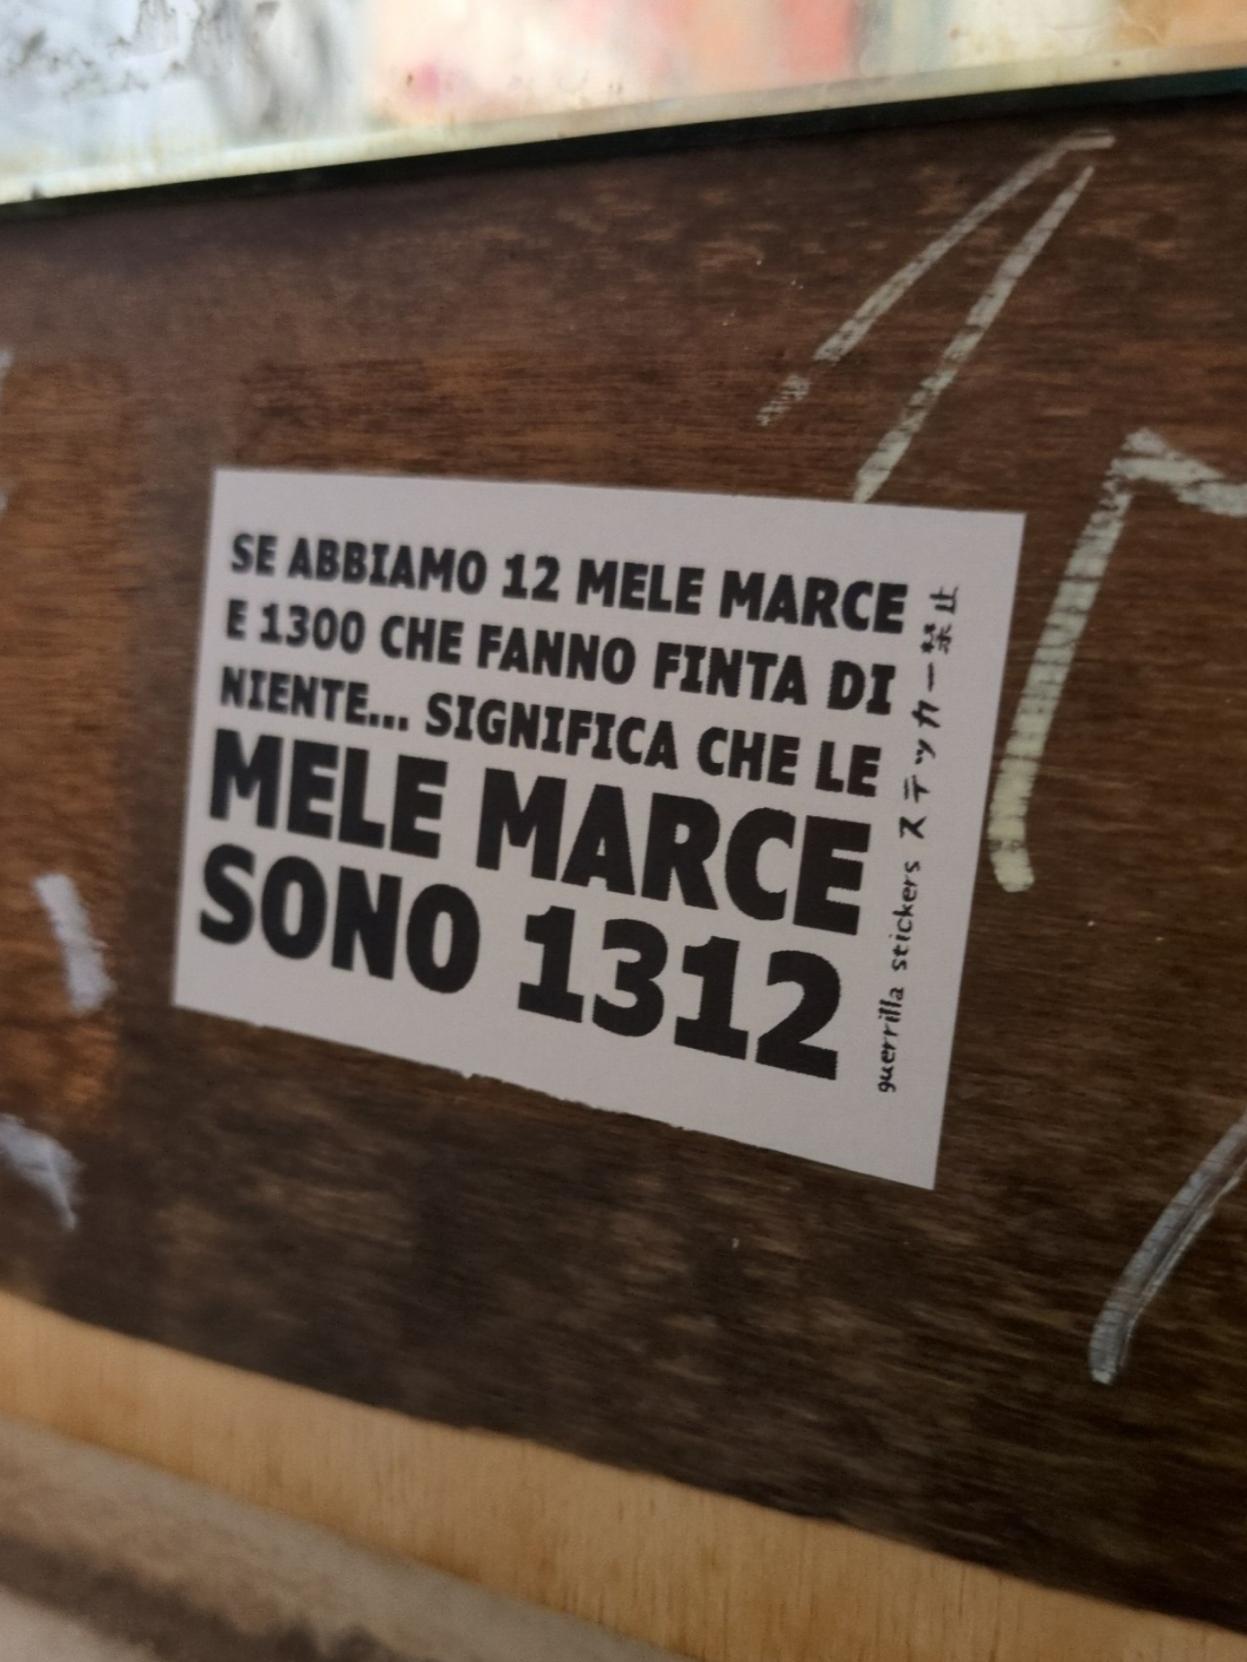 SE ABBIAMO 12 MELE MARCE
E 1300 CHE FANNO FINTA DI
NIENTE... SIGNIFICA CHE LE
MELE MARCE
SONO 1312
guerrilla stickers ステッカー禁止